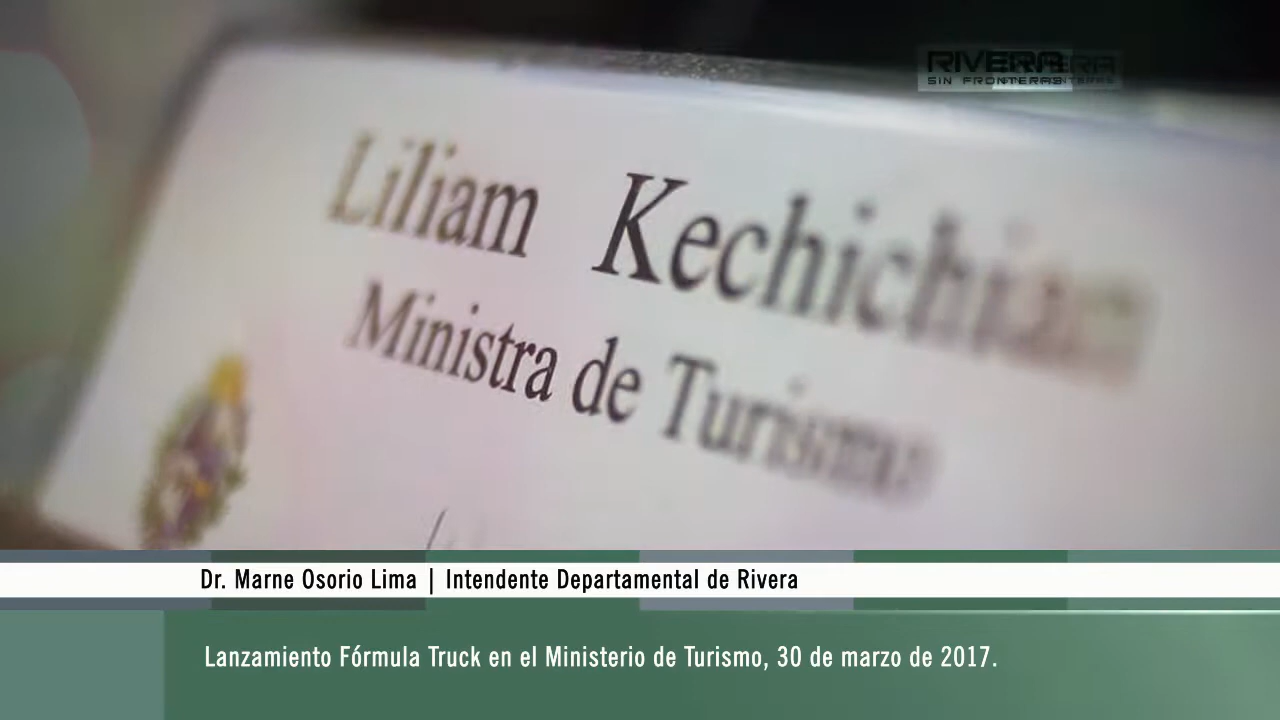 RIVERA
SIN FRONTERAS
Liliam Kechichian
Ministra de Turismo
Dr. Marne Osorio Lima | Intendente Departamental de Rivera
Lanzamiento Fórmula Truck en el Ministerio de Turismo, 30 de marzo de 2017.